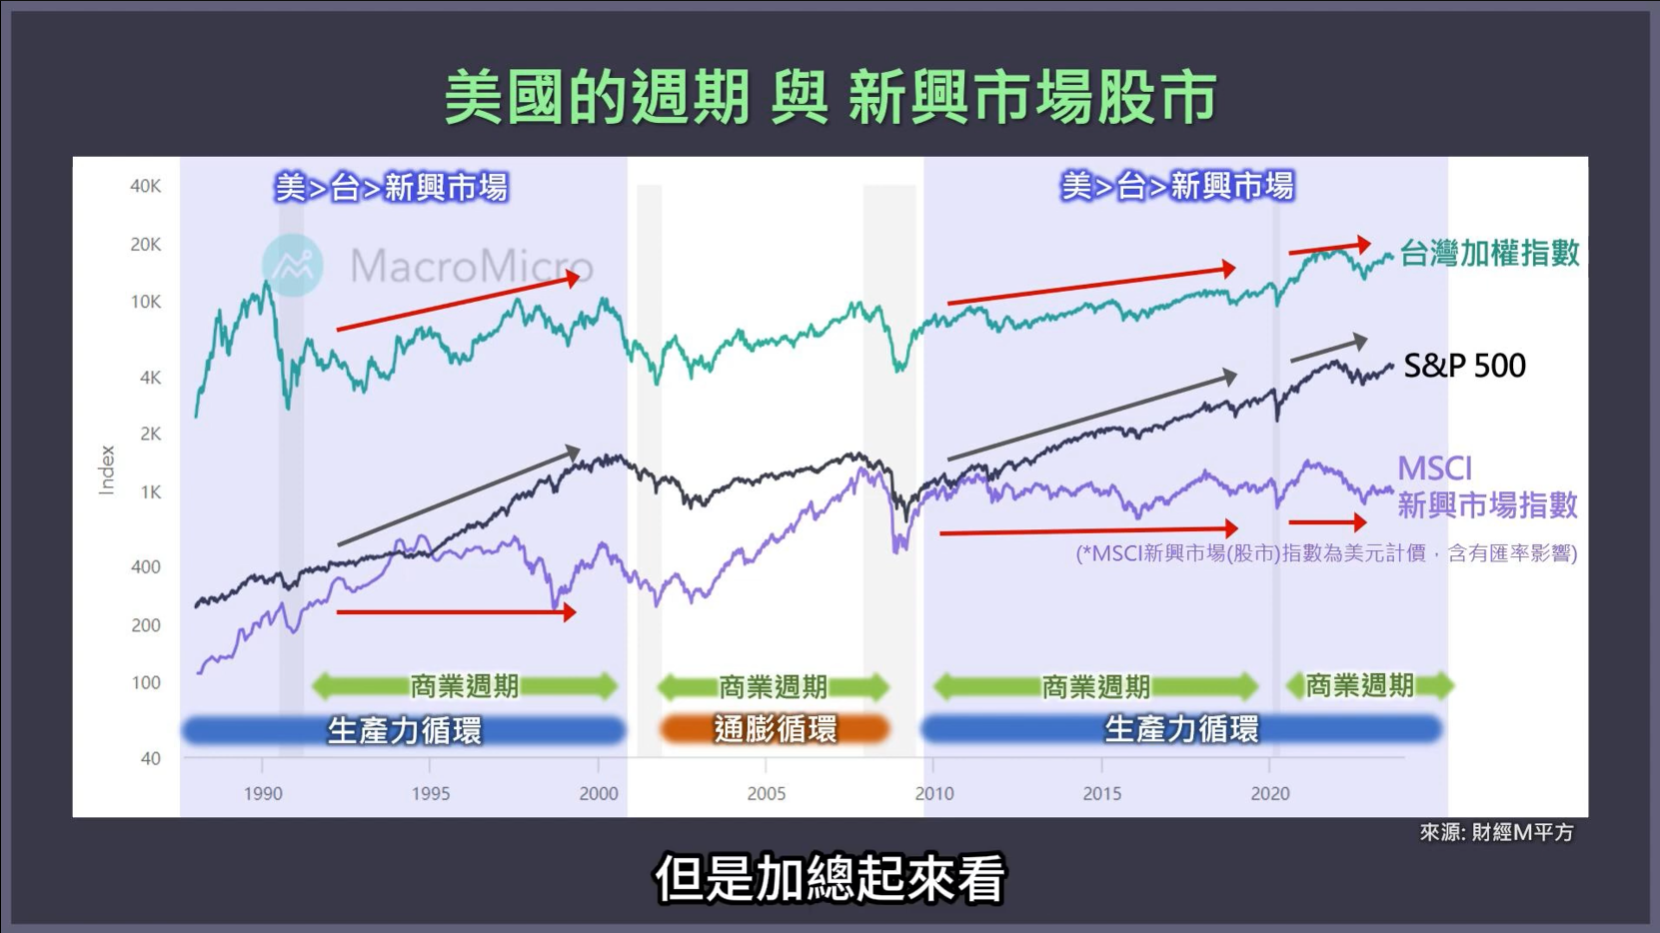 美國的週期 與 新興市場股市
美>台>新興市場
美>台>新興市場
MacroMicro
40K
20K
10K
4K
2K
1K
400
200
100
40
Index
台灣加權指數
S&P 500
MSCI
新興市場指數
(*MSCI新興市場(股市)指數為美元計價，含有匯率影響)
商業週期
商業週期
商業週期
商業週期
生產力循環
通膨循環
生產力循環
1990
1995
2000
2005
2010
2015
2020
來源: 財經M平方
但是加總起來看